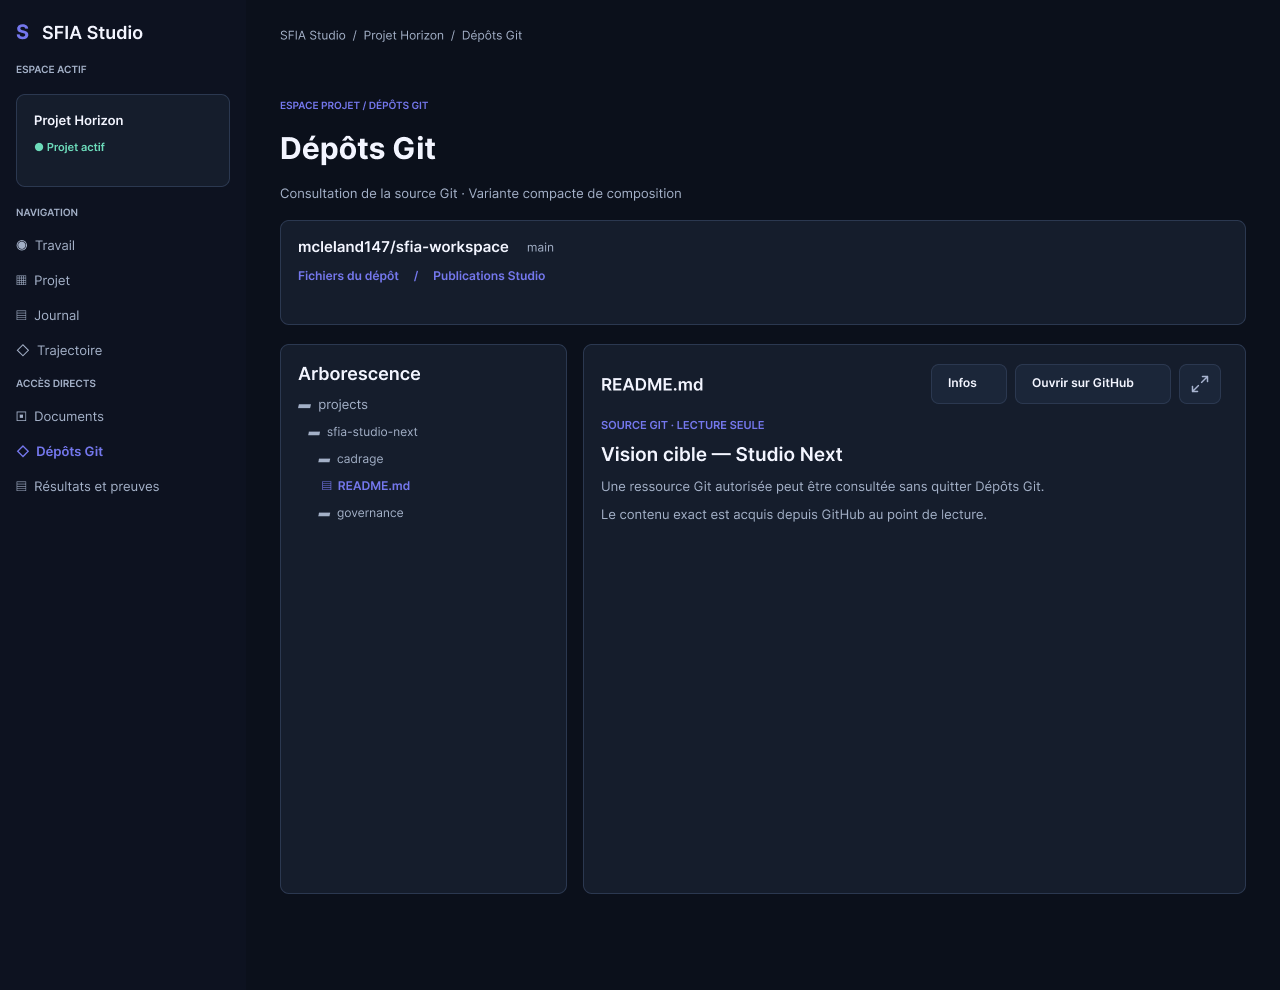 S SFIA Studio
ESPACE ACTIF
Projet Horizon
Projet actif
NAVIGATION
Travail
Projet
Journal
Trajectoire
ACCÈS DIRECTS
Documents
Dépôts Git
Résultats et preuves
SFIA Studio / Projet Horizon / Dépôts Git
ESPACE PROJET / DÉPÔTS GIT
Dépôts Git
Consultation de la source Git · Variante compacte de composition
mcleland147/sfia-workspace main
Fichiers du dépôt / Publications Studio
Arborescence
projects
sfia-studio-next
cadrage
README.md
governance
README.md
Infos
Ouvrir sur GitHub
SOURCE GIT · LECTURE SEULE
Vision cible — Studio Next
Une ressource Git autorisée peut être consultée sans quitter Dépôts Git.
Le contenu exact est acquis depuis GitHub au point de lecture.